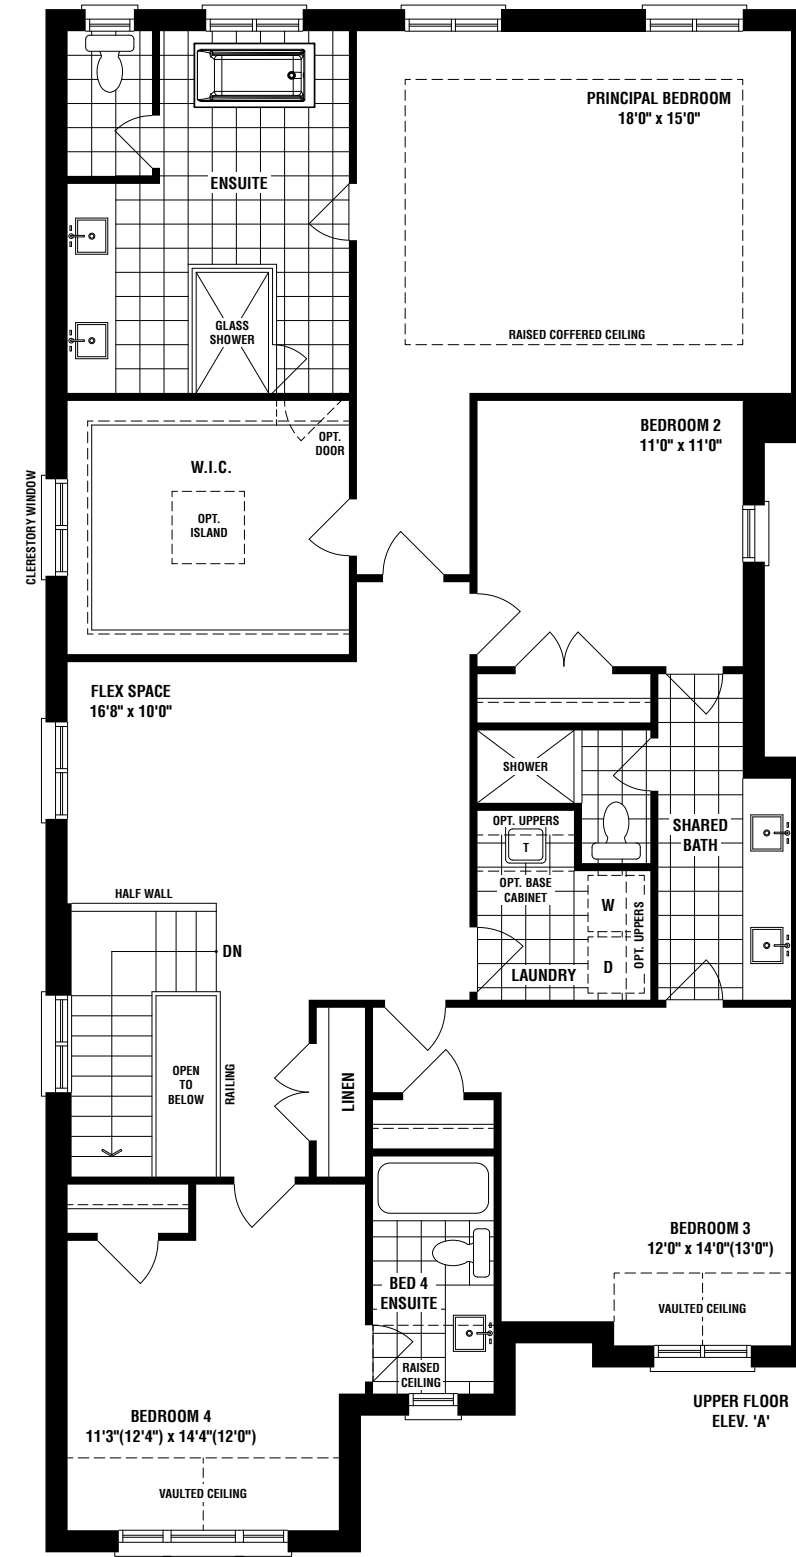 PRINCIPAL BEDROOM
18'0" x 15'0"
ENSUITE
GLASS
SHOWER
RAISED COFFERED CEILING
OPT.
DOOR
BEDROOM 2
11'0" x 11'0"
W.I.C.
OPT.
ISLAND
CLERESTORY WINDOW
FLEX SPACE
16'8" x 10'0"
SHOWER
OPT. UPPERS
T
OPT. BASE
CABINET
SHARED
BATH
HALF WALL
W
OPT. UPPERS
DN
LAUNDRY
D
OPEN
TO
BELOW
RAILING
LINEN
BEDROOM 3
12'0" x 14'0"(13'0")
BED 4
ENSUITE
VAULTED CEILING
RAISED
CEILING
UPPER FLOOR
ELEV. 'A'
BEDROOM 4
11'3"(12'4") x 14'4"(12'0")
VAULTED CEILING